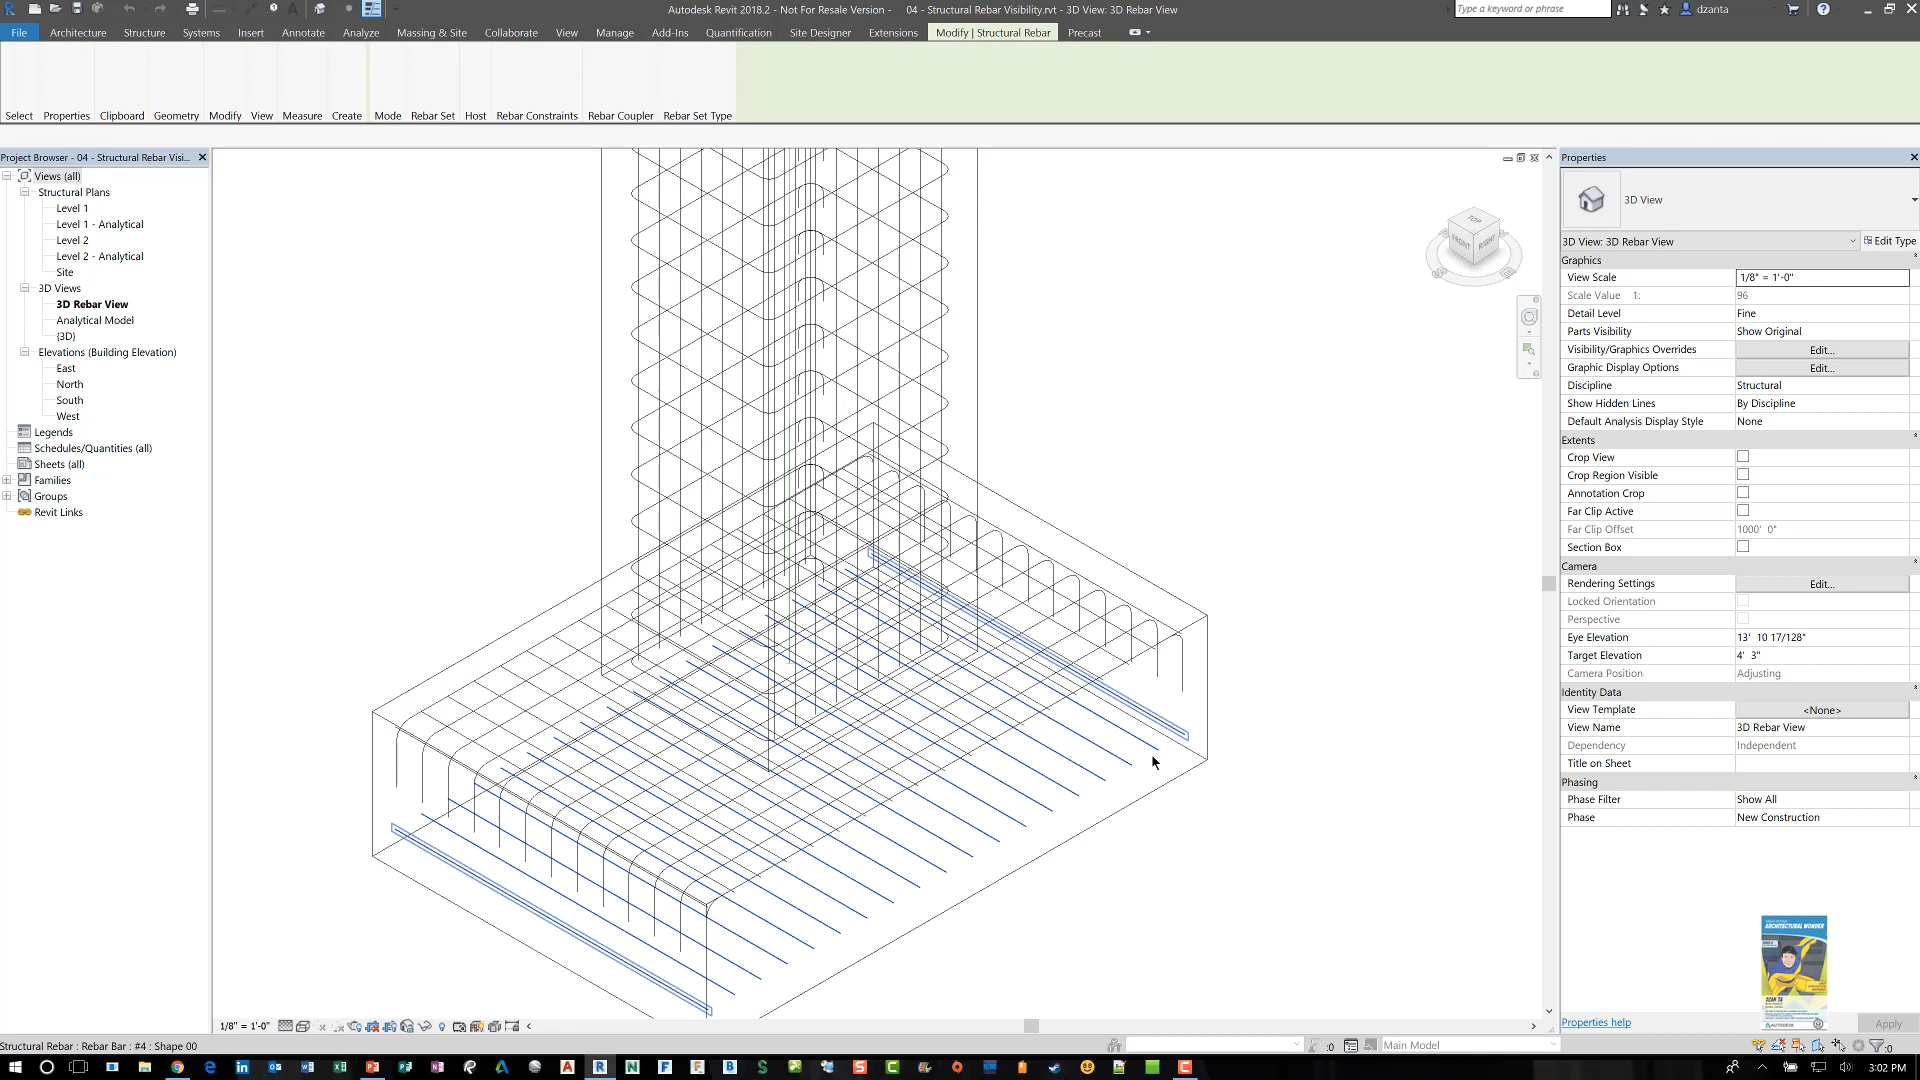 Autodesk Revit 2018.2 - Not For Resale Version - 04 - Structural Rebar Visibility.rvt - 3D View: 3D Rebar View
Type a keyword or phrase
dzanta
File Architecture Structure Systems Insert Annotate Analyze Massing & Site Collaborate View Manage Add-Ins Quantification Site Designer Extensions Modify | Structural Rebar Precast
Select Properties Clipboard Geometry Modify View Measure Create Mode Rebar Set Host Rebar Constraints Rebar Coupler Rebar Set Type
Project Browser - 04 - Structural Rebar Visi...
Views (all)
Structural Plans
Level 1
Level 1 - Analytical
Level 2
Level 2 - Analytical
Site
3D Views
3D Rebar View
Analytical Model
{3D}
Elevations (Building Elevation)
East
North
South
West
Legends
Schedules/Quantities (all)
Sheets (all)
Families
Groups
Revit Links
TOP
FRONT
RIGHT
Properties
3D View
3D View: 3D Rebar View
Edit Type
Graphics
View Scale 1/8" = 1'-0"
Scale Value 1: 96
Detail Level Fine
Parts Visibility Show Original
Visibility/Graphics Overrides Edit...
Graphic Display Options Edit...
Discipline Structural
Show Hidden Lines By Discipline
Default Analysis Display Style None
Extents
Crop View
Crop Region Visible
Annotation Crop
Far Clip Active
Far Clip Offset 1000' 0"
Section Box
Camera
Rendering Settings Edit...
Locked Orientation
Perspective
Eye Elevation 13' 10 17/128"
Target Elevation 4' 3"
Camera Position Adjusting
Identity Data
View Template <None>
View Name 3D Rebar View
Dependency Independent
Title on Sheet
Phasing
Phase Filter Show All
Phase New Construction
ARCHITECTURAL WONDER
AUTODESK
Properties help
Apply
1/8" = 1'-0"
Structural Rebar : Rebar Bar : #4 : Shape 00
:0
Main Model
:0
3:02 PM